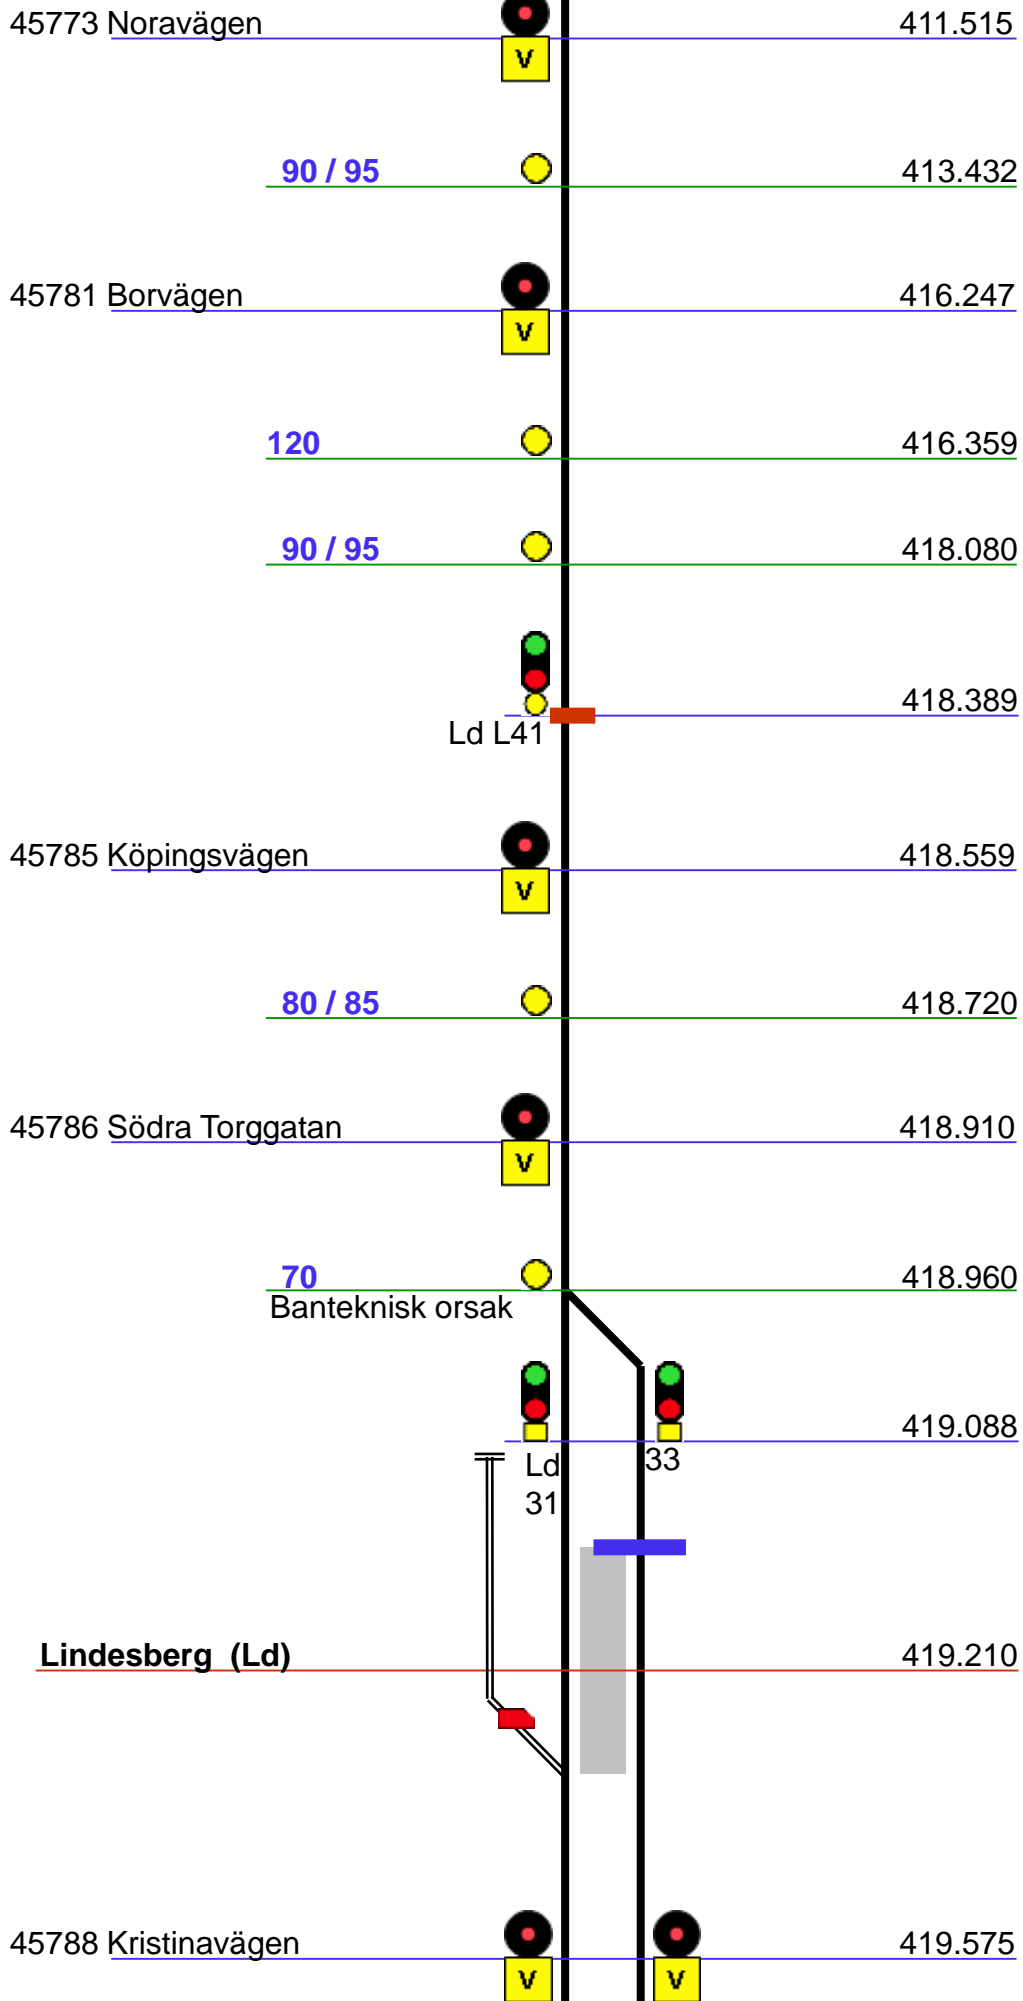 45773 Noravägen 411.515
V
90 / 95 413.432
45781 Borvägen 416.247
V
120 416.359
90 / 95 418.080
418.389
Ld L41
45785 Köpingsvägen 418.559
V
80 / 85 418.720
45786 Södra Torggatan 418.910
V
70 418.960
Banteknisk orsak
419.088
Ld 33
31
Lindesberg (Ld) 419.210
45788 Kristinavägen 419.575
V V